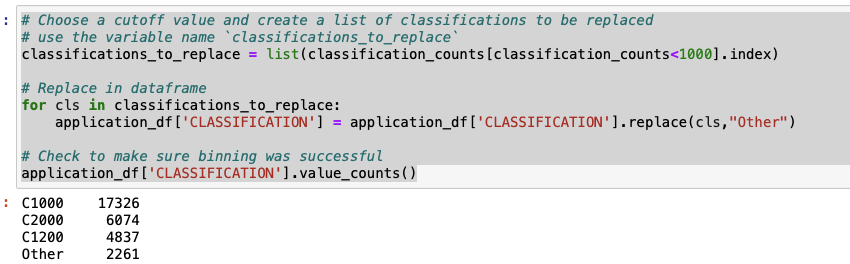 : # Choose a cutoff value and create a list of classifications to be replaced
# use the variable name `classifications_to_replace`
classifications_to_replace = list(classification_counts[classification_counts<1000].index)
# Replace in dataframe
for cls in classifications_to_replace:
    application_df['CLASSIFICATION'] = application_df['CLASSIFICATION'].replace(cls,"Other")
# Check to make sure binning was successful
application_df['CLASSIFICATION'].value_counts()
: C1000    17326
C2000     6074
C1200     4837
Other     2261